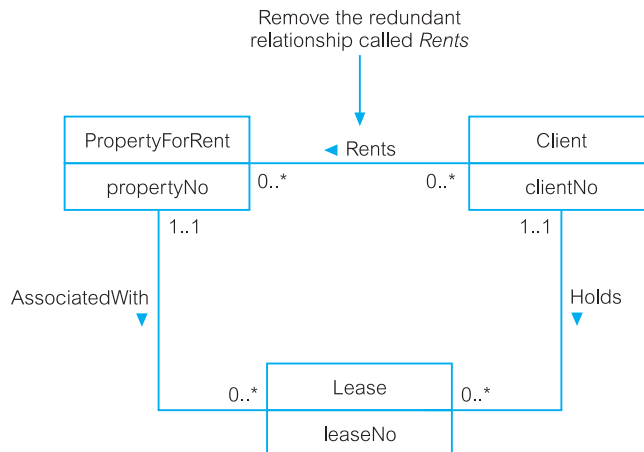 Remove the redundant
relationship called Rents
PropertyForRent
◄ Rents
Client
propertyNo
0..*
0..*
clientNo
1..1
1..1
AssociatedWith
Holds
0..*
Lease
0..*
leaseNo